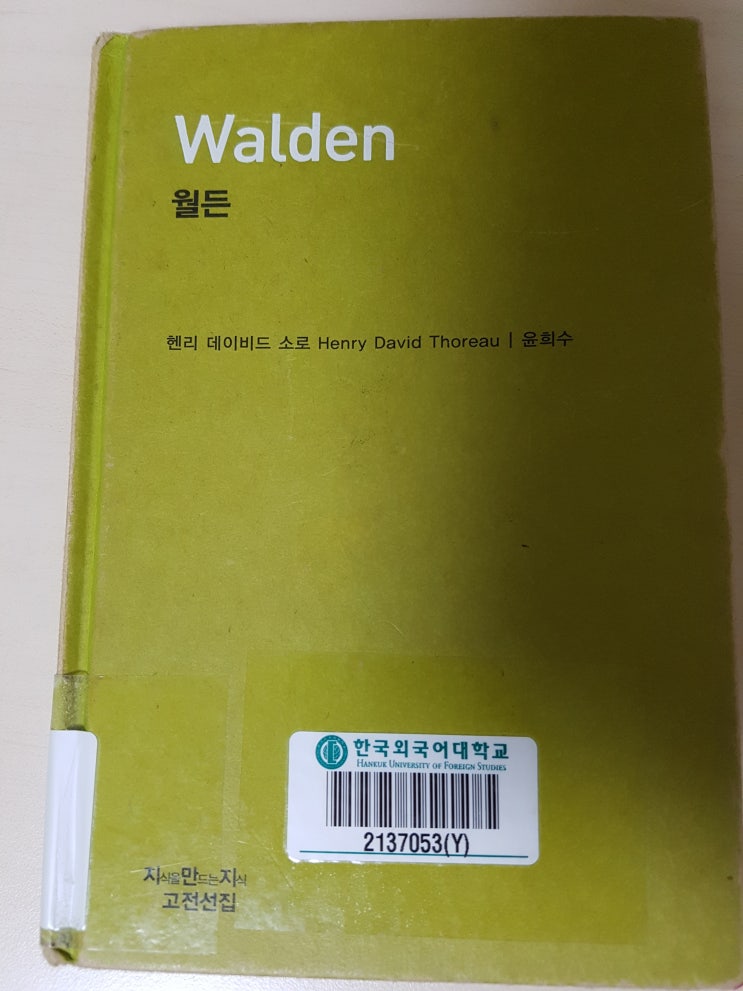 Walden
월든
헨리 데이비드 소로 Henry David Thoreau | 윤희수
한국외국어대학교
HANKUK UNIVERSITY OF FOREIGN STUDIES
2137053(Y)
지식을만드는지식
고전선집